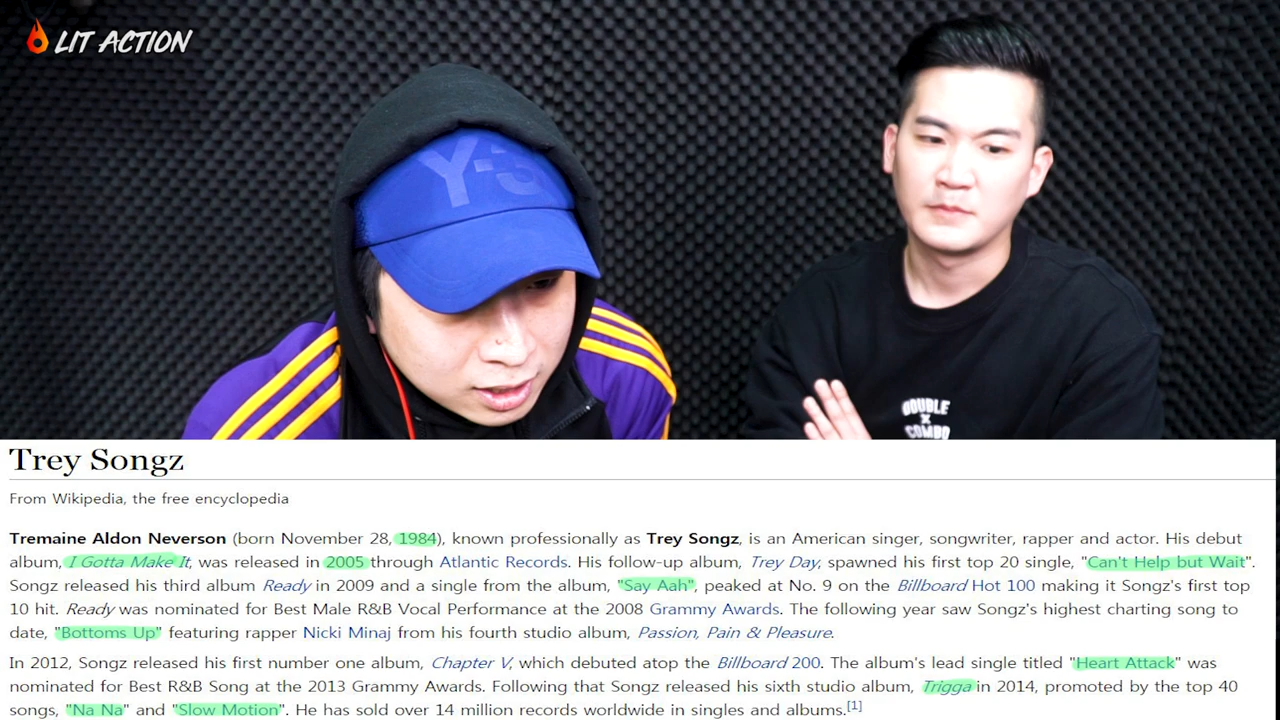 LIT ACTION
Y-3
DOUBLE
X
COMBO
Trey Songz
From Wikipedia, the free encyclopedia
Tremaine Aldon Neverson (born November 28, 1984), known professionally as Trey Songz, is an American singer, songwriter, rapper and actor. His debut
album, I Gotta Make It, was released in 2005 through Atlantic Records. His follow-up album, Trey Day, spawned his first top 20 single, "Can't Help but Wait".
Songz released his third album Ready in 2009 and a single from the album, "Say Aah", peaked at No. 9 on the Billboard Hot 100 making it Songz's first top
10 hit. Ready was nominated for Best Male R&B Vocal Performance at the 2008 Grammy Awards. The following year saw Songz's highest charting song to
date, "Bottoms Up" featuring rapper Nicki Minaj from his fourth studio album, Passion, Pain & Pleasure.
In 2012, Songz released his first number one album, Chapter V, which debuted atop the Billboard 200. The album's lead single titled "Heart Attack" was
nominated for Best R&B Song at the 2013 Grammy Awards. Following that Songz released his sixth studio album, Trigga in 2014, promoted by the top 40
songs, "Na Na" and "Slow Motion". He has sold over 14 million records worldwide in singles and albums.[1]